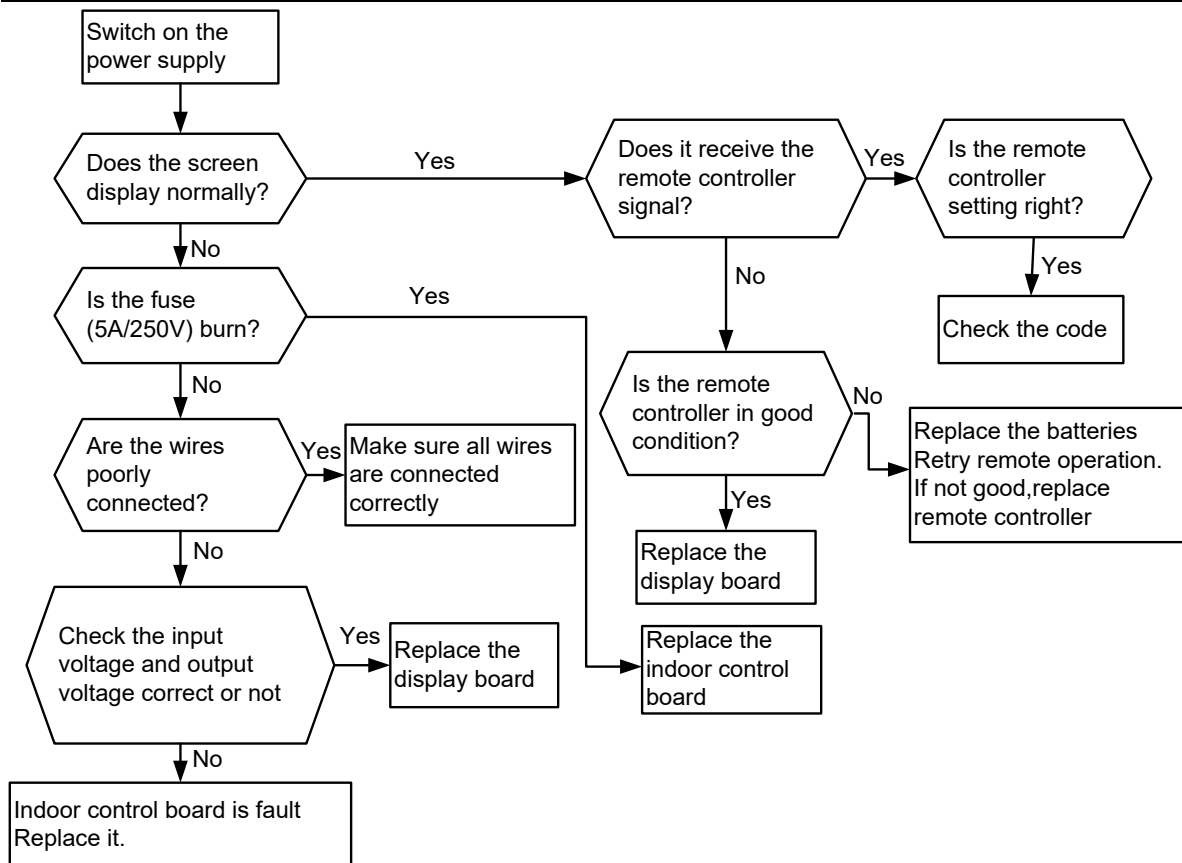 Switch on the
power supply
Does the screen
display normally?
Yes
Does it receive the
remote controller
signal?
Yes
Is the remote
controller
setting right?
No
Is the fuse
(5A/250V) burn?
Yes
No
Yes
Check the code
No
Are the wires
poorly
connected?
Yes
Make sure all wires
are connected
correctly
Is the remote
controller in good
condition?
No
Replace the batteries
Retry remote operation.
If not good,replace
remote controller
Yes
Replace the
display board
No
Check the input
voltage and output
voltage correct or not
Yes
Replace the
display board
Replace the
indoor control
board
No
Indoor control board is fault
Replace it.